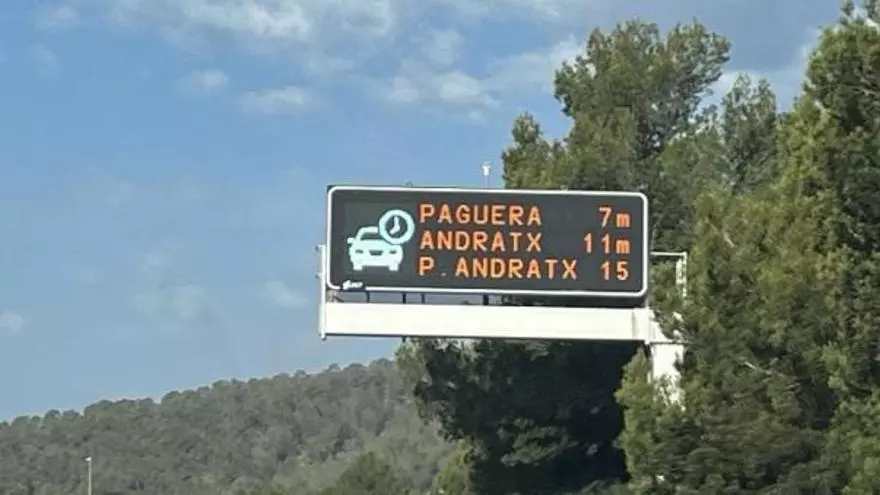 PAGUERA 7m
ANDRATX 11m
P. ANDRATX 15